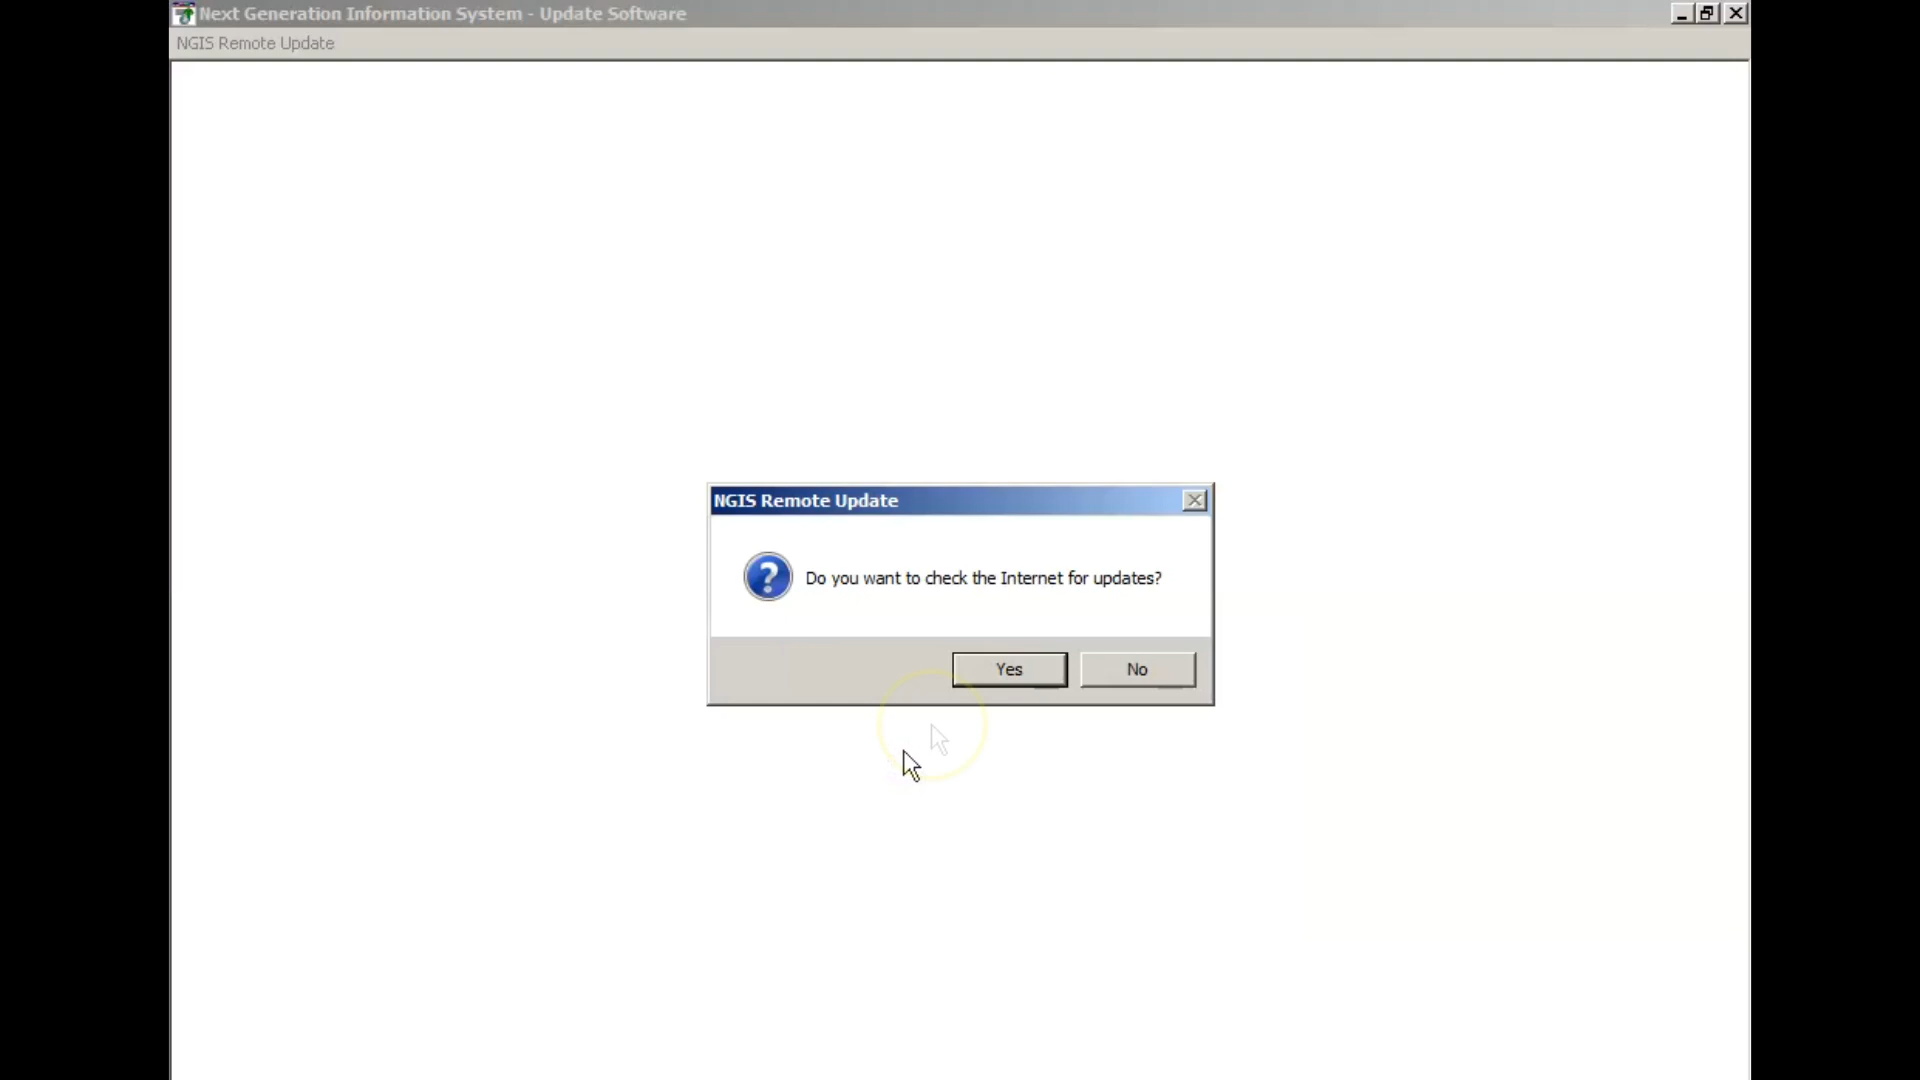 Next Generation Information System - Update Software
NGIS Remote Update
NGIS Remote Update
Do you want to check the Internet for updates?
Yes
No